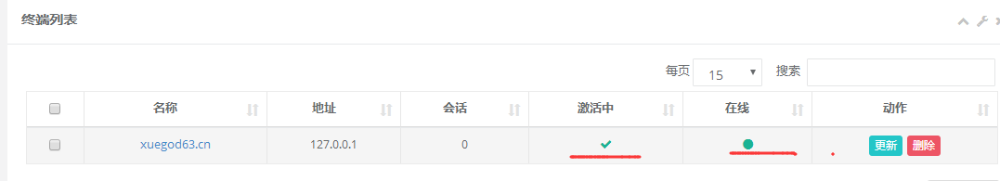 终端列表
每页 15 搜索
名称 地址 会话 激活中 在线 动作
xuegod63.cn 127.0.0.1 0 更新 删除